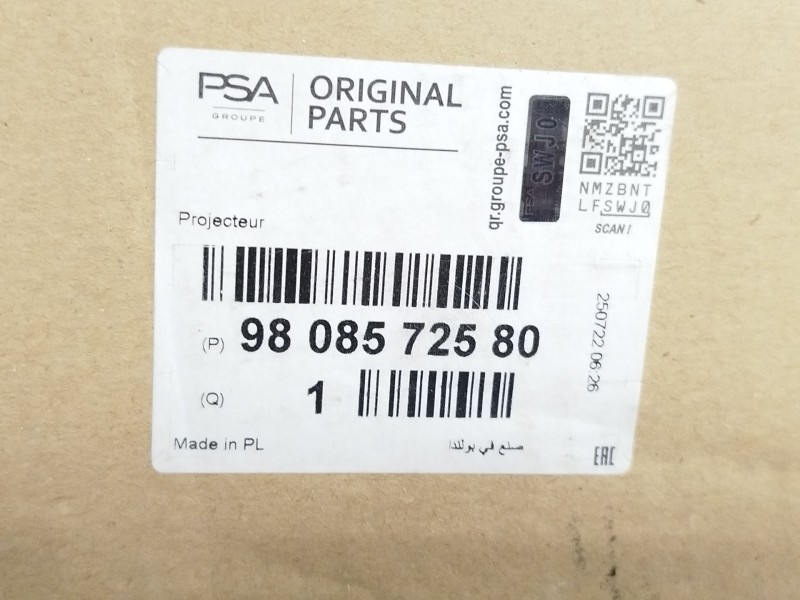 PSA
GROUPE
ORIGINAL
PARTS
qr.groupe-psa.com
PSA SWJ0
NMZBNT
LFSWJ0
SCAN!
Projecteur
(P) 98 085 725 80
(Q) 1
250722 06:26
Made in PL
صنع في بولندا
EAC